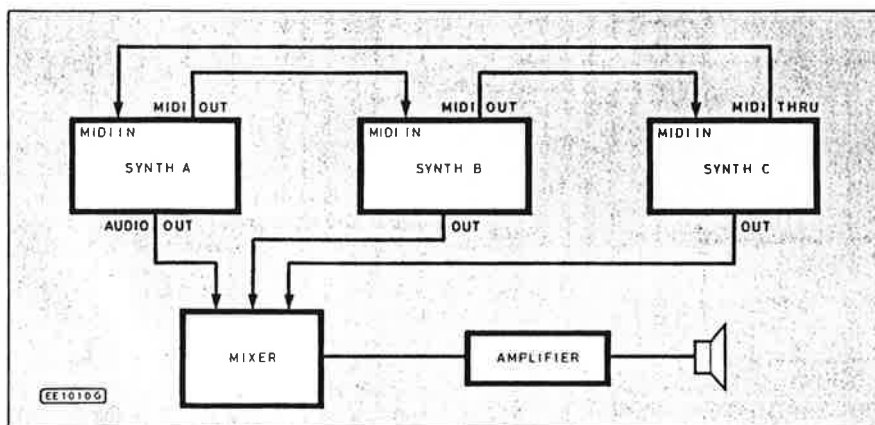 MIDI OUT
MIDI OUT
MIDI THRU
MIDI IN
SYNTH A
MIDI IN
SYNTH B
MIDI IN
SYNTH C
AUDIO OUT
OUT
OUT
MIXER
AMPLIFIER
EE1010G